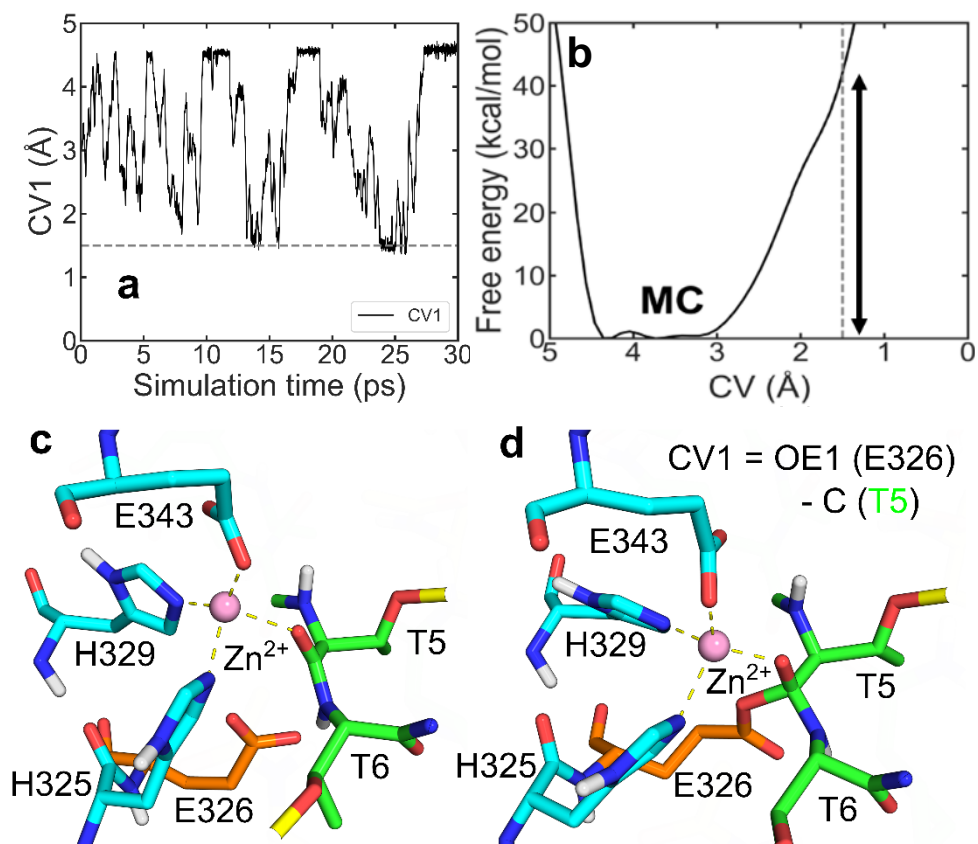 5
4
3
2
1
0
CV1 (Å)
a
CV1
0 5 10 15 20 25 30
Simulation time (ps)
b
50
40
30
20
10
0
Free energy (kcal/mol)
MC
5 4 3 2 1 0
CV (Å)
c
E343
H329
Zn²⁺
T5
H325
E326
T6
d
CV1 = OE1 (E326)
- C (T5)
E343
H329
Zn²⁺
T5
H325
E326
T6